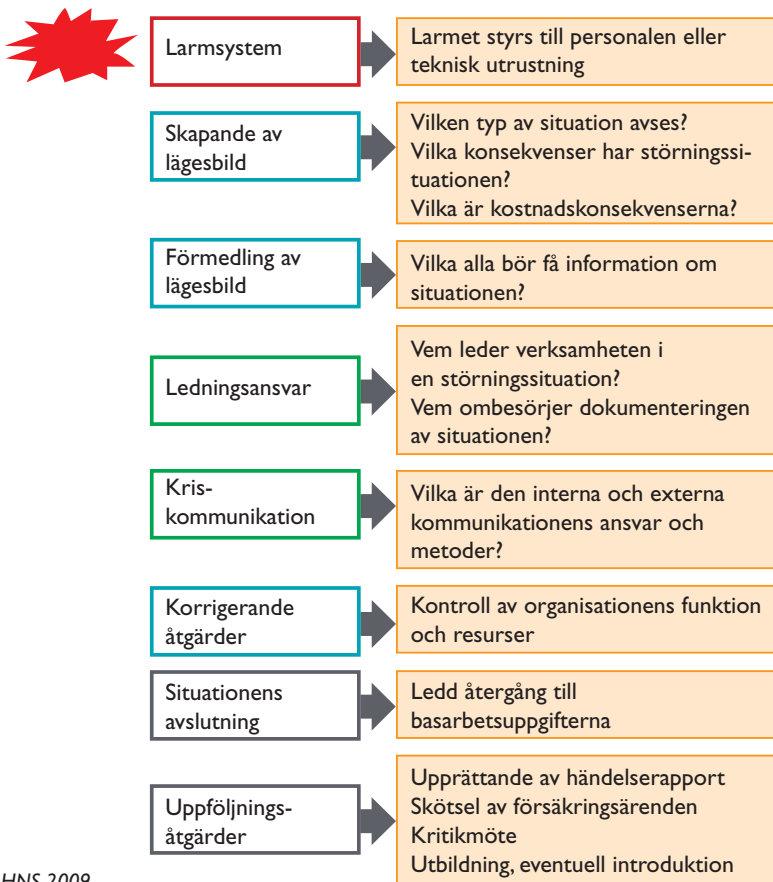 Larmsystem
Larmet styrs till personalen eller
teknisk utrustning
Skapande av
lägesbild
Vilken typ av situation avses?
Vilka konsekvenser har störningssi-
tuationen?
Vilka är kostnadskonsekvenserna?
Förmedling av
lägesbild
Vilka alla bör få information om
situationen?
Ledningsansvar
Vem leder verksamheten i
en störningssituation?
Vem ombesörjer dokumenteringen
av situationen?
Kris-
kommunikation
Vilka är den interna och externa
kommunikationens ansvar och
metoder?
Korrigerande
åtgärder
Kontroll av organisationens funktion
och resurser
Situationens
avslutning
Ledd återgång till
basarbetsuppgifterna
Uppföljnings-
åtgärder
Upprättande av händelserapport
Skötsel av försäkringsärenden
Kritikmöte
Utbildning, eventuell introduktion
HNS 2009